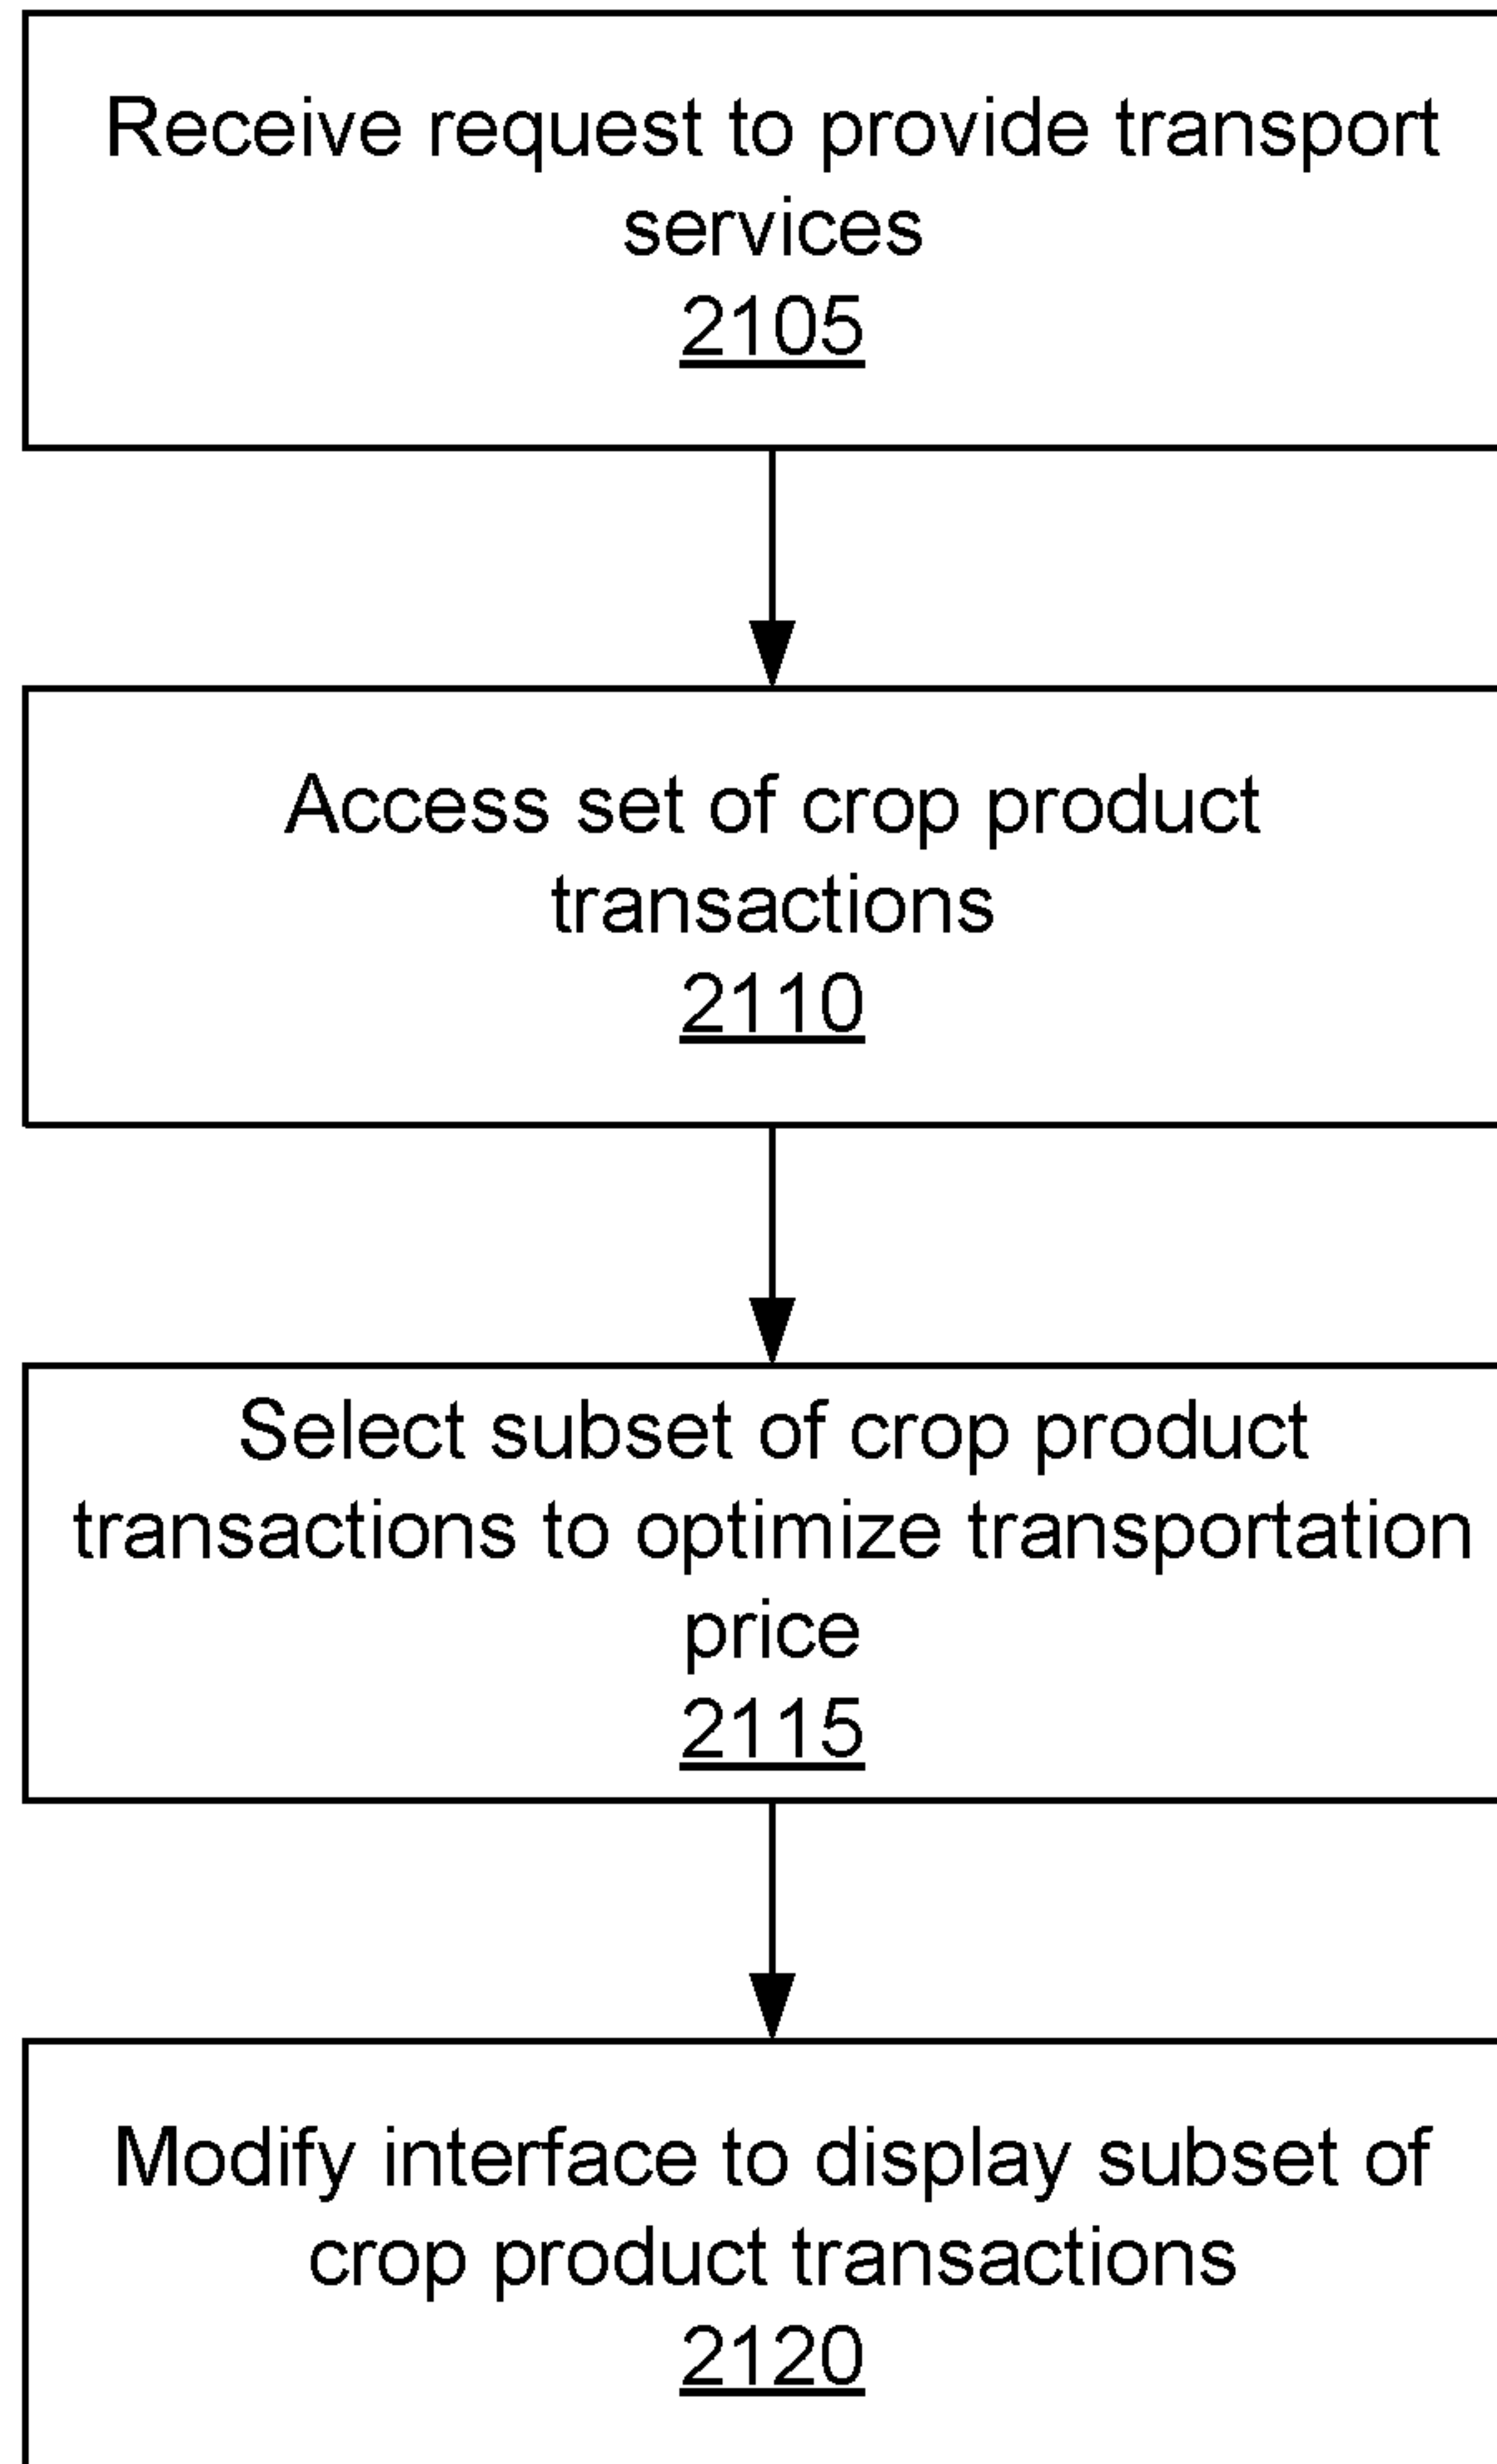 Receive request to provide transport
services
2105
Access set of crop product
transactions
2110
Select subset of crop product
transactions to optimize transportation
price
2115
Modify interface to display subset of
crop product transactions
2120